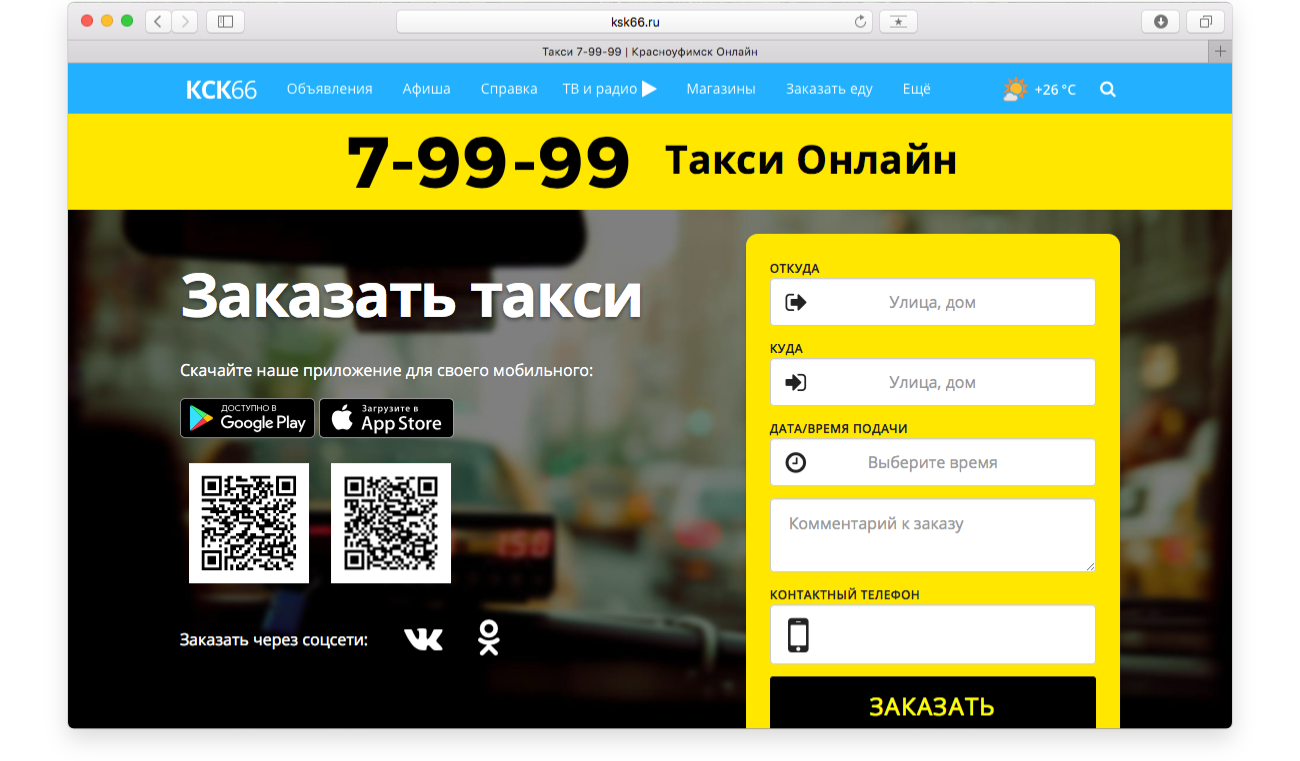 ksk66.ru
Такси 7-99-99 | Красноуфимск Онлайн
КСК66 Объявления Афиша Справка ТВ и радио Магазины Заказать еду Ещё +26 °C
7-99-99 Такси Онлайн
Заказать такси
Скачайте наше приложение для своего мобильного:
ДОСТУПНО В
Google Play
Загрузите в
App Store
Заказать через соцсети:
ОТКУДА
Улица, дом
КУДА
Улица, дом
ДАТА/ВРЕМЯ ПОДАЧИ
Выберите время
Комментарий к заказу
КОНТАКТНЫЙ ТЕЛЕФОН
ЗАКАЗАТЬ